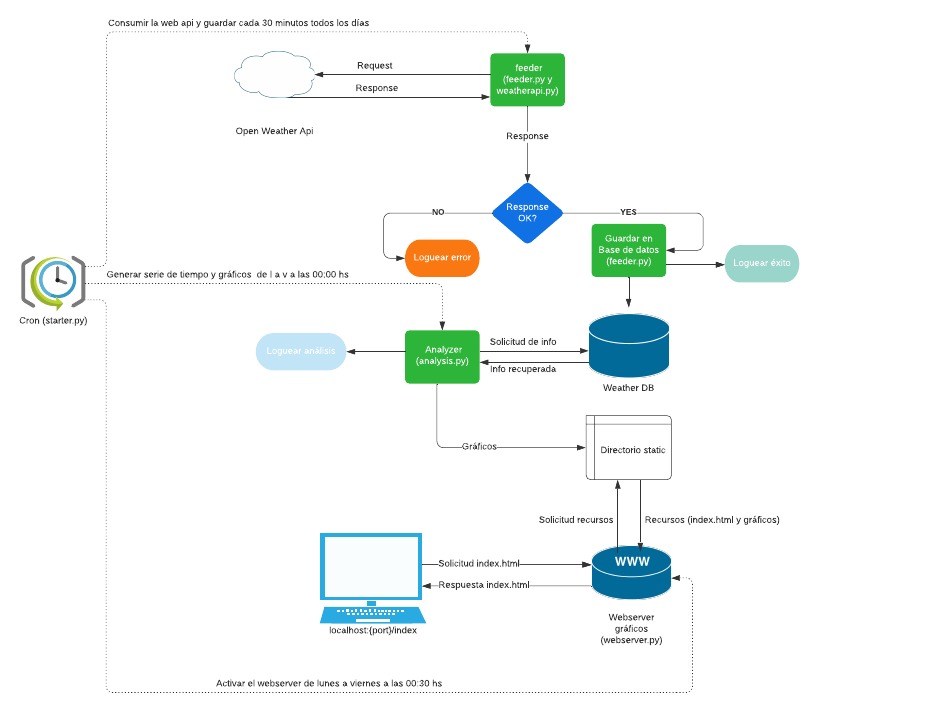 Consumir la web api y guardar cada 30 minutos todos los días
feeder
(feeder.py y
weatherapi.py)
Request
Response
Open Weather Api
Response
Response
OK?
NO
YES
Loguear error
Guardar en
Base de datos
(feeder.py)
Loguear éxito
Generar serie de tiempo y gráficos de l a v a las 00;00 hs
Cron (starter.py)
Loguear análisis
Analyzer
(analysis.py)
Solicitud de info
Info recuperada
Weather DB
Gráficos
Directorio static
Solicitud recursos
Recursos (index.html y gráficos)
WWW
Solicitud index.html
Respuesta index.html
localhost:{port}/index
Webserver
gráficos
(webserver.py)
Activar el webserver de lunes a viernes a las 00:30 hs